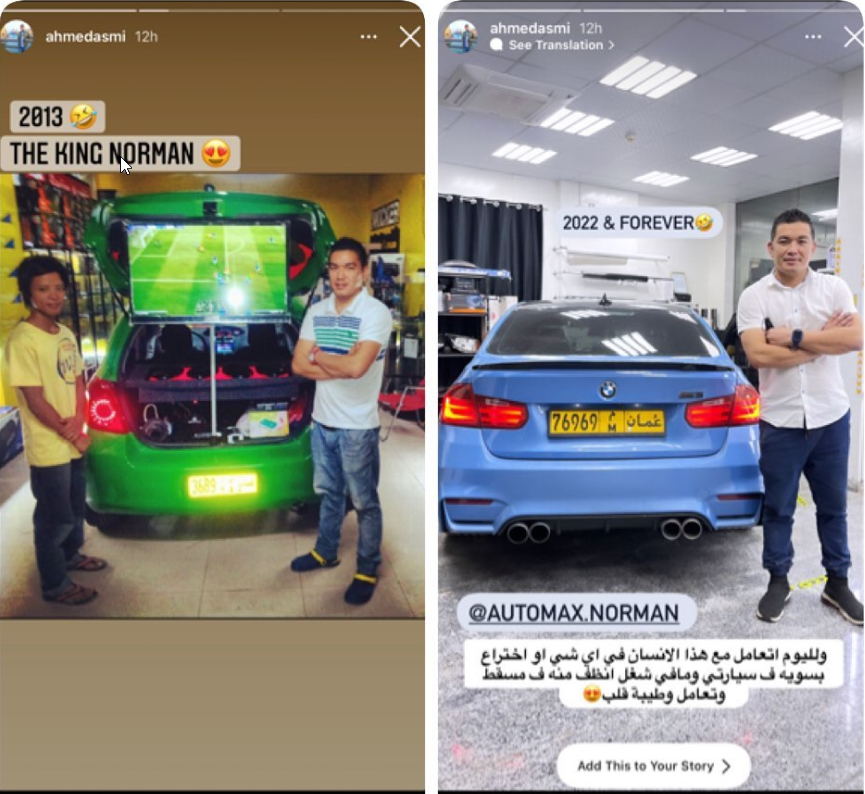 ahmedasmi 12h
2013 🤣
THE KING NORMAN 😍
KICKER
3689
ahmedasmi 12h
See Translation >
2022 & FOREVER🤣
76969 م M عمان
@AUTOMAX.NORMAN
ولليوم اتعامل مع هذا الانسان في اي شي او اختراع
بسويه ف سيارتي ومافي شغل انظف منه ف مسقط
وتعامل وطيبة قلب😍
Add This to Your Story >